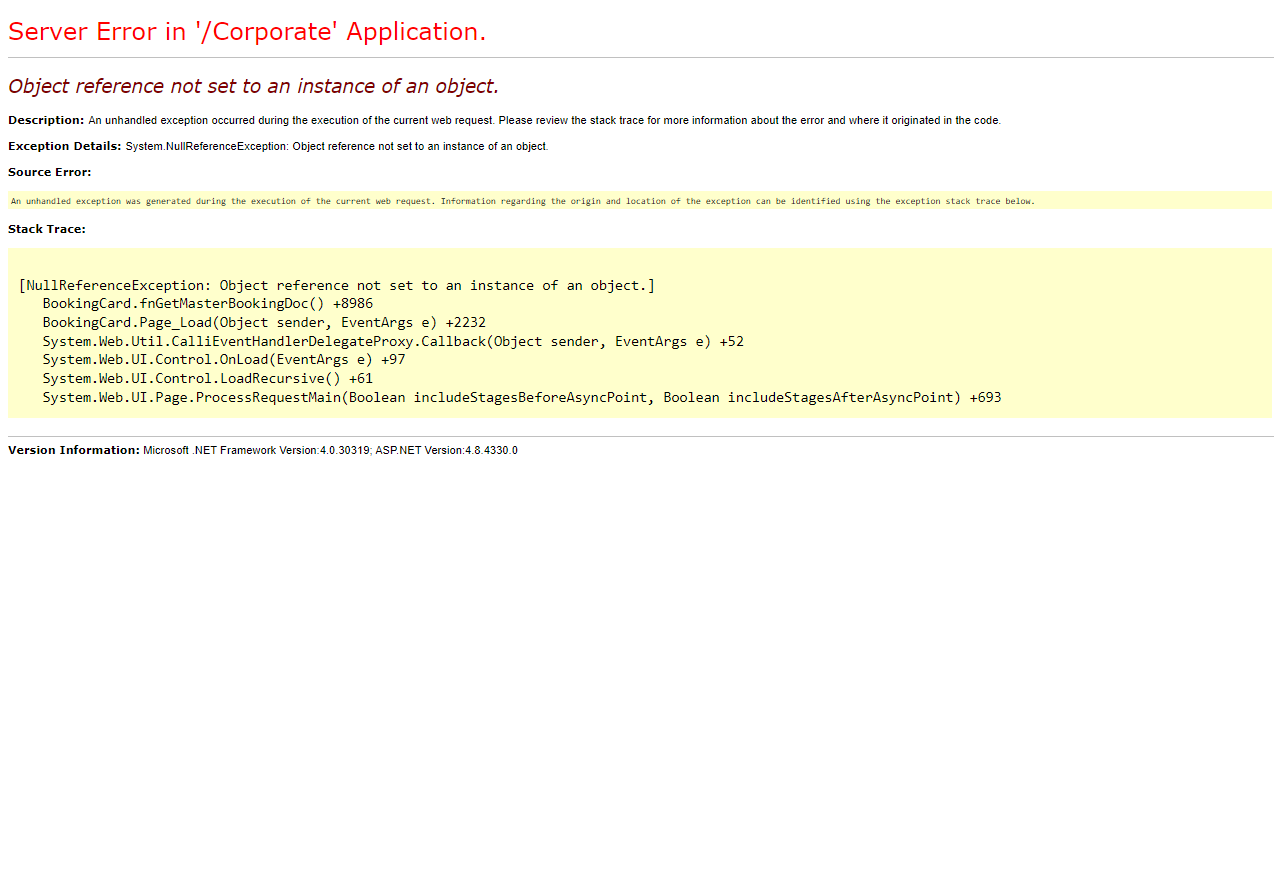 Server Error in '/Corporate' Application.
Object reference not set to an instance of an object.
Description: An unhandled exception occurred during the execution of the current web request. Please review the stack trace for more information about the error and where it originated in the code.
Exception Details: System.NullReferenceException: Object reference not set to an instance of an object.
Source Error:
An unhandled exception was generated during the execution of the current web request. Information regarding the origin and location of the exception can be identified using the exception stack trace below.
Stack Trace:
[NullReferenceException: Object reference not set to an instance of an object.]
BookingCard.fnGetMasterBookingDoc() +8986
BookingCard.Page_Load(Object sender, EventArgs e) +2232
System.Web.Util.CalliEventHandlerDelegateProxy.Callback(Object sender, EventArgs e) +52
System.Web.UI.Control.OnLoad(EventArgs e) +97
System.Web.UI.Control.LoadRecursive() +61
System.Web.UI.Page.ProcessRequestMain(Boolean includeStagesBeforeAsyncPoint, Boolean includeStagesAfterAsyncPoint) +693
Version Information: Microsoft .NET Framework Version:4.0.30319; ASP.NET Version:4.8.4330.0